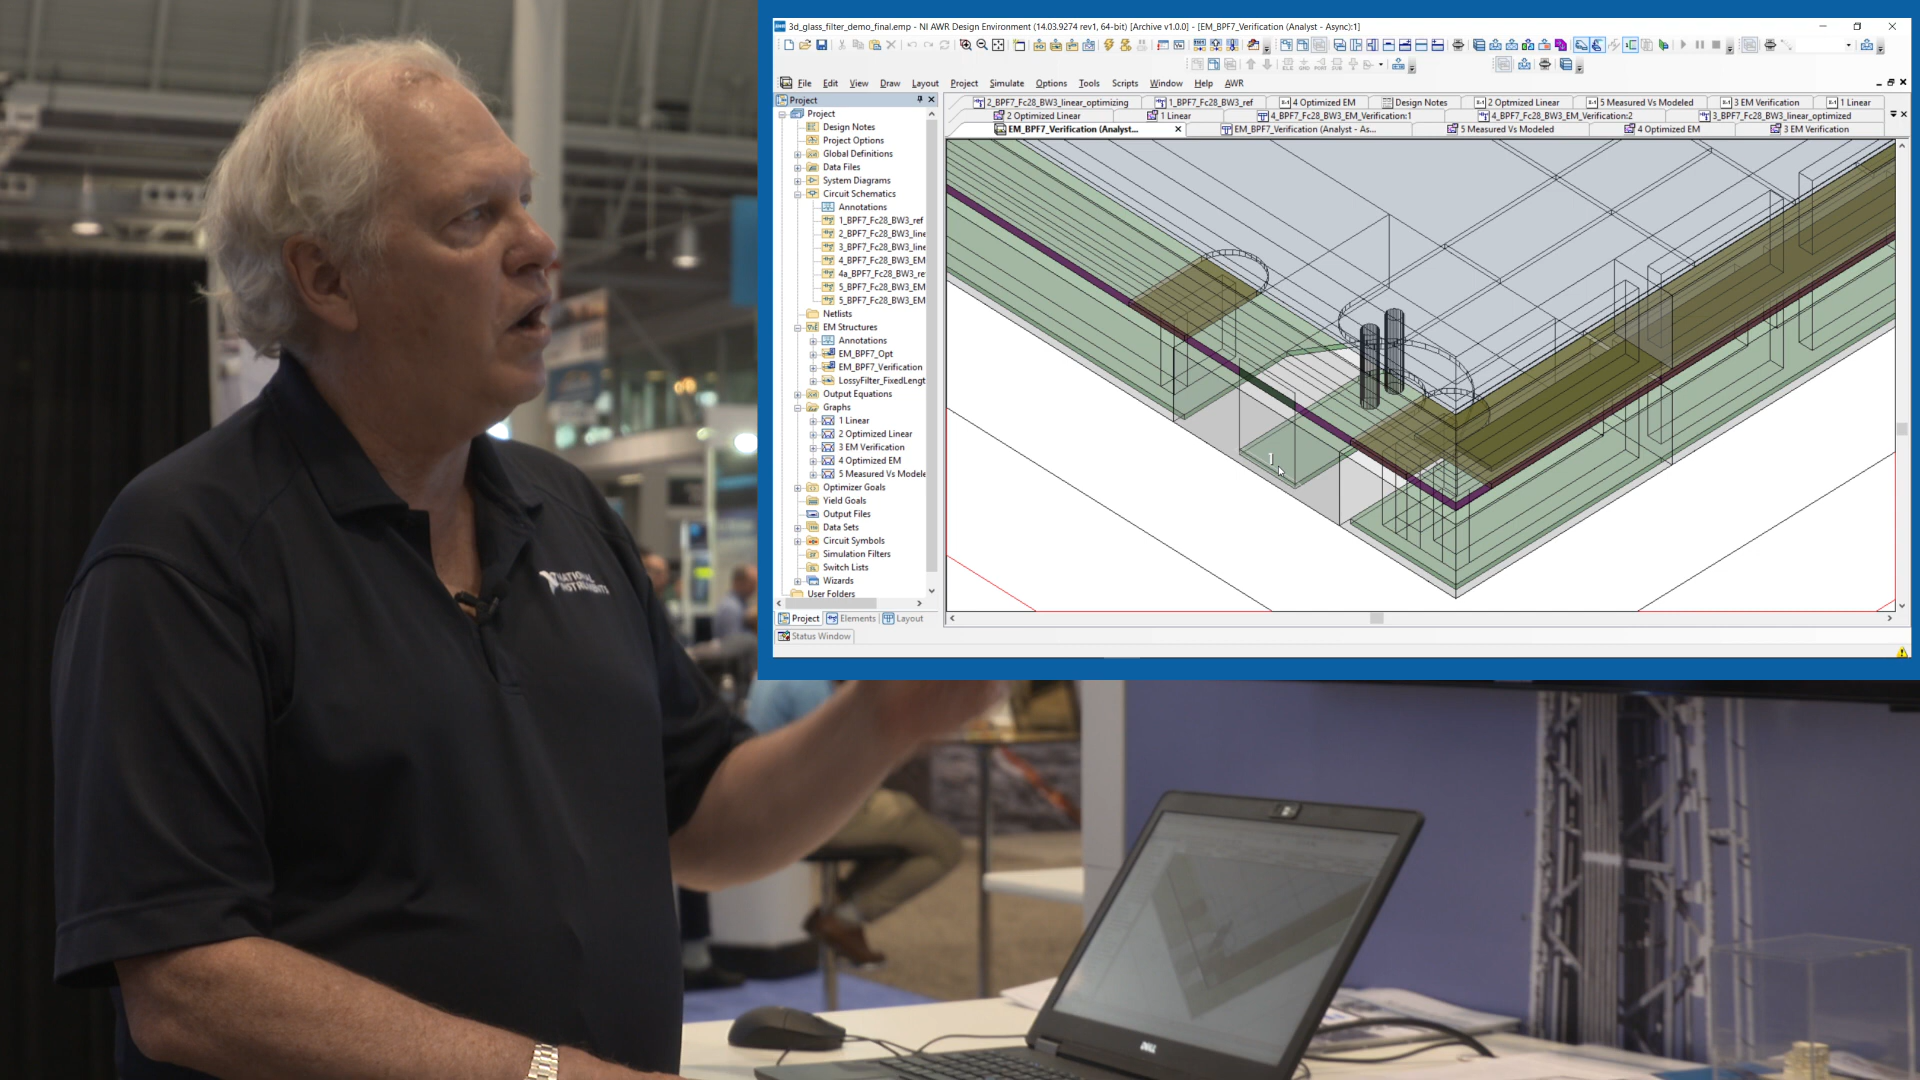 3d_glass_filter_demo_final.emp - NI AWR Design Environment (14.03.9274 rev1, 64-bit) [Archive v1.0.0] - [EM_BPF7_Verification (Analyst - Async):1]
File Edit View Draw Layout Project Simulate Options Tools Scripts Window Help AWR
Project
2_BPF7_Fc28_BW3_linear_optimizing 1_BPF7_Fc28_BW3_ref 4 Optimized EM Design Notes 2 Optmized Linear 5 Measured Vs Modeled 3 EM Verification 1 Linear
2 Optimized Linear 1 Linear 4_BPF7_Fc28_BW3_EM_Verification:1 4_BPF7_Fc28_BW3_EM_Verification:2 3_BPF7_Fc28_BW3_linear_optimized
EM_BPF7_Verification (Analyst... EM_BPF7_Verification (Analyst - As... 5 Measured Vs Modeled 4 Optimized EM 3 EM Verification
Project
Design Notes
Project Options
Global Definitions
Data Files
System Diagrams
Circuit Schematics
Annotations
1_BPF7_Fc28_BW3_ref
2_BPF7_Fc28_BW3_line
3_BPF7_Fc28_BW3_line
4_BPF7_Fc28_BW3_EM
4a_BPF7_Fc28_BW3_re
5_BPF7_Fc28_BW3_EM
5_BPF7_Fc28_BW3_EM
Netlists
EM Structures
Annotations
EM_BPF7_Opt
EM_BPF7_Verification
LossyFilter_FixedLengt
Output Equations
Graphs
1 Linear
2 Optimized Linear
3 EM Verification
4 Optimized EM
5 Measured Vs Modele
Optimizer Goals
Yield Goals
Output Files
Data Sets
Circuit Symbols
Simulation Filters
Switch Lists
Wizards
User Folders
Project Elements Layout
Status Window
1
NATIONAL
INSTRUMENTS
DELL